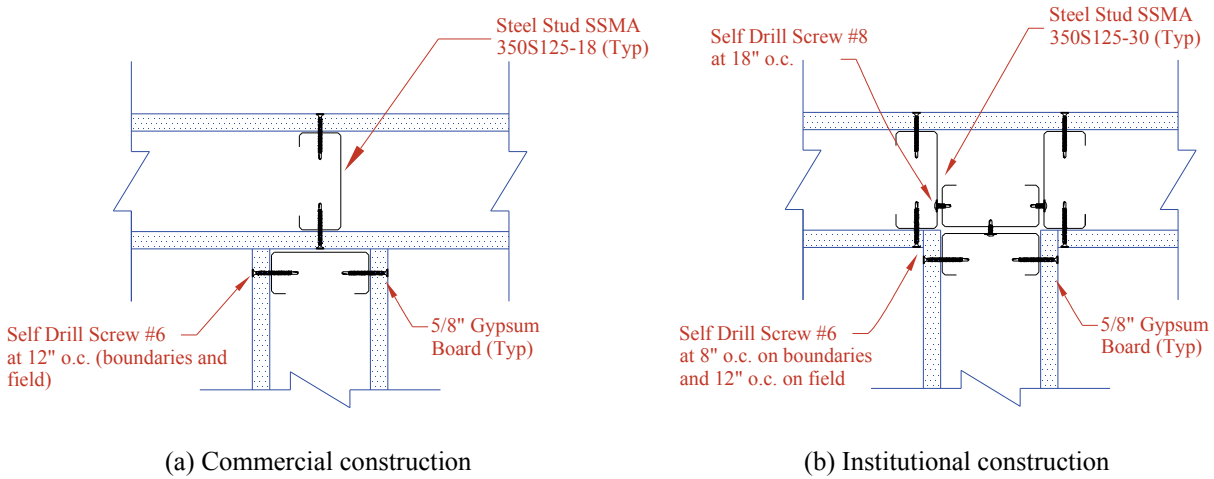 Steel Stud SSMA
350S125-18 (Typ)
Self Drill Screw #6
at 12" o.c. (boundaries and
field)
5/8" Gypsum
Board (Typ)
(a) Commercial construction
Self Drill Screw #8
at 18" o.c.
Steel Stud SSMA
350S125-30 (Typ)
Self Drill Screw #6
at 8" o.c. on boundaries
and 12" o.c. on field
5/8" Gypsum
Board (Typ)
(b) Institutional construction